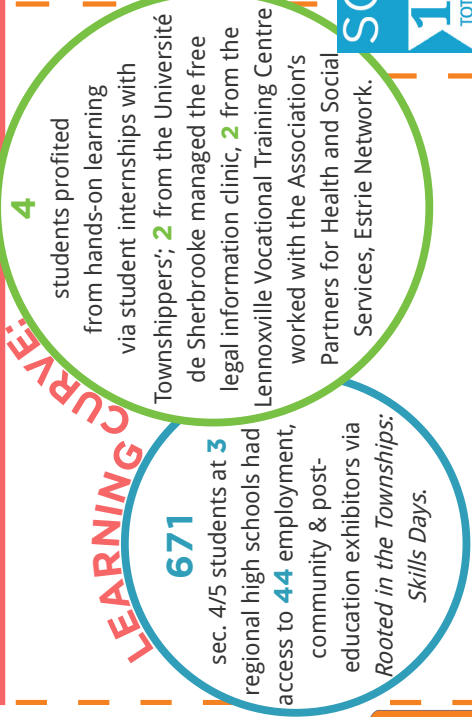 LEARNING CURVE:
671
sec. 4/5 students at 3
regional high schools had
access to 44 employment,
community & post-
education exhibitors via
Rooted in the Townships:
Skills Days.
4
students profited
from hands-on learning
via student internships with
Townshippers’; 2 from the Université
de Sherbrooke managed the free
legal information clinic, 2 from the
Lennoxville Vocational Training Centre
worked with the Association’s
Partners for Health and Social
Services, Estrie Network.